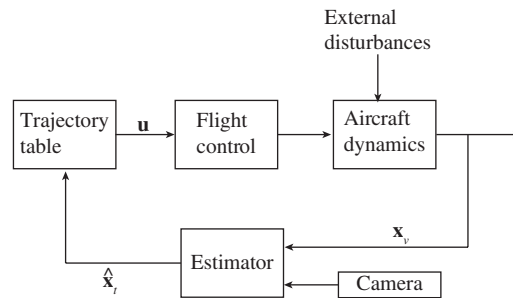 External
disturbances
Trajectory
table
u
Flight
control
Aircraft
dynamics
x_v
Estimator
x̂_t
Camera